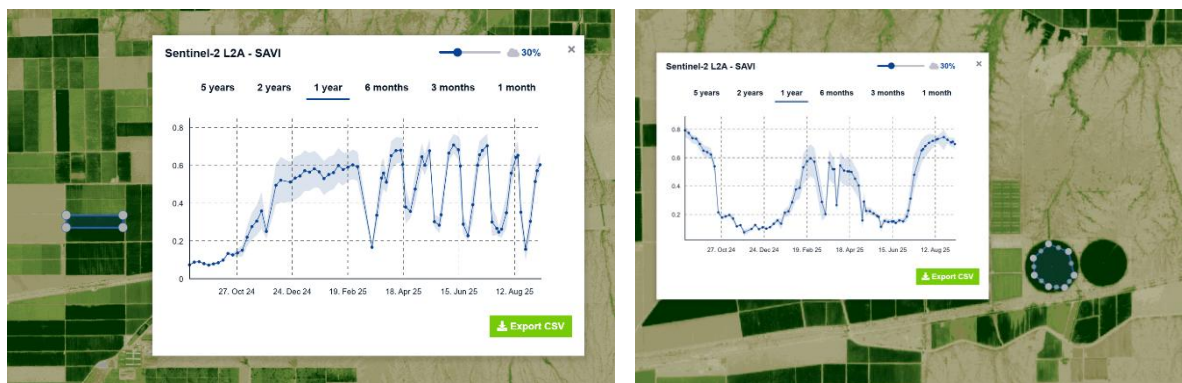 Sentinel-2 L2A - SAVI
30%
×
5 years 2 years 1 year 6 months 3 months 1 month
0.8
0.6
0.4
0.2
0
27. Oct 24 24. Dec 24 19. Feb 25 18. Apr 25 15. Jun 25 12. Aug 25
Export CSV
Sentinel-2 L2A - SAVI
30%
×
5 years 2 years 1 year 6 months 3 months 1 month
0.8
0.6
0.4
0.2
27. Oct 24 24. Dec 24 19. Feb 25 18. Apr 25 15. Jun 25 12. Aug 25
Export CSV